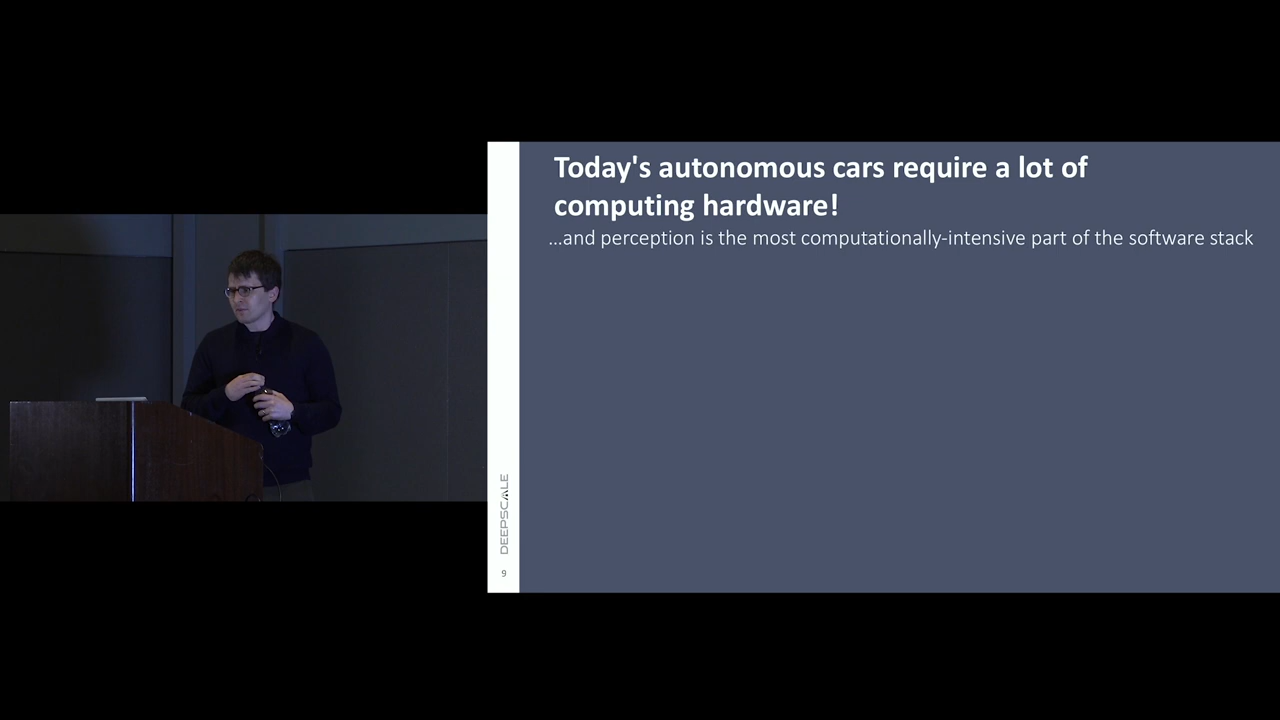 Today's autonomous cars require a lot of
computing hardware!
...and perception is the most computationally-intensive part of the software stack
DEEPSCALE
9